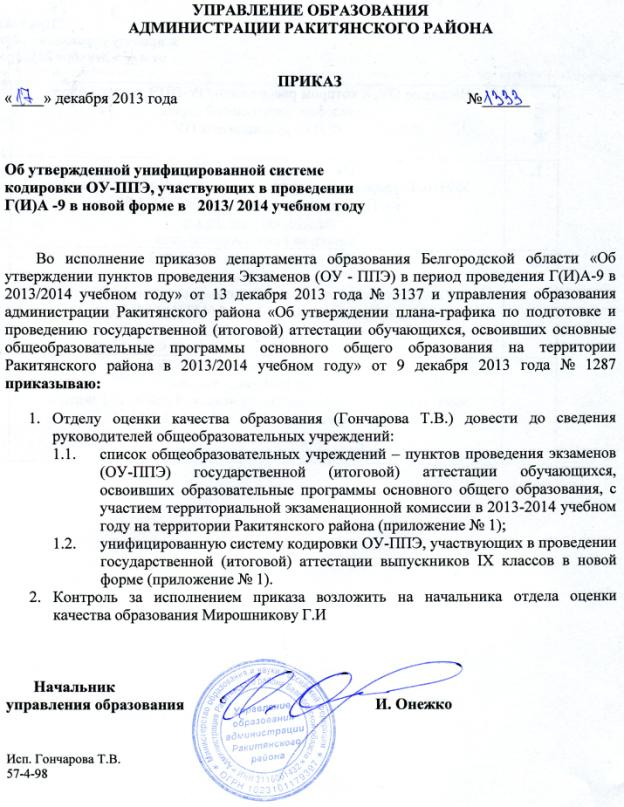 УПРАВЛЕНИЕ ОБРАЗОВАНИЯ
АДМИНИСТРАЦИИ РАКИТЯНСКОГО РАЙОНА
ПРИКАЗ
« 17 » декабря 2013 года №1333
Об утвержденной унифицированной системе
кодировки ОУ-ППЭ, участвующих в проведении
Г(И)А -9 в новой форме в 2013/ 2014 учебном году
Во исполнение приказов департамента образования Белгородской области «Об
утверждении пунктов проведения Экзаменов (ОУ - ППЭ) в период проведения Г(И)А-9 в
2013/2014 учебном году» от 13 декабря 2013 года № 3137 и управления образования
администрации Ракитянского района «Об утверждении плана-графика по подготовке и
проведению государственной (итоговой) аттестации обучающихся, освоивших основные
общеобразовательные программы основного общего образования на территории
Ракитянского района в 2013/2014 учебном году» от 9 декабря 2013 года № 1287
приказываю:
1. Отделу оценки качества образования (Гончарова Т.В.) довести до сведения
руководителей общеобразовательных учреждений:
1.1. список общеобразовательных учреждений – пунктов проведения экзаменов
(ОУ-ППЭ) государственной (итоговой) аттестации обучающихся,
освоивших образовательные программы основного общего образования, с
участием территориальной экзаменационной комиссии в 2013-2014 учебном
году на территории Ракитянского района (приложение № 1);
1.2. унифицированную систему кодировки ОУ-ППЭ, участвующих в проведении
государственной (итоговой) аттестации выпускников IX классов в новой
форме (приложение № 1).
2. Контроль за исполнением приказа возложить на начальника отдела оценки
качества образования Мирошникову Г.И
Начальник
управления образования И. Онежко
Управление
образования
администрации
Ракитянского
района
Исп. Гончарова Т.В.
57-4-98